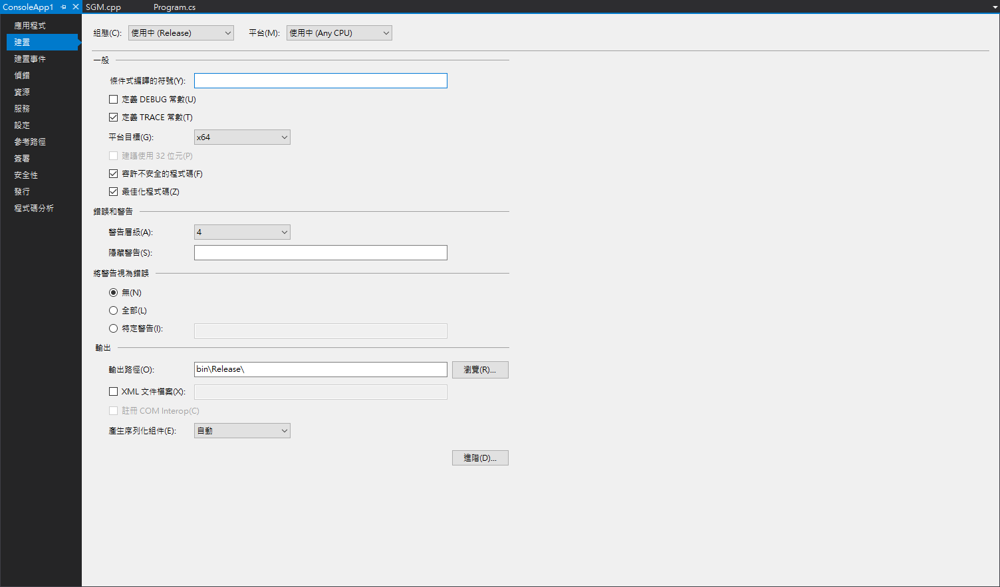 ConsoleApp1
SGM.cpp
Program.cs
應用程式
建置
建置事件
偵錯
資源
服務
設定
參考路徑
簽署
安全性
發行
程式碼分析
組態(C): 使用中 (Release) 平台(M): 使用中 (Any CPU)
一般
條件式編譯的符號(Y):
定義 DEBUG 常數(U)
定義 TRACE 常數(T)
平台目標(G): x64
建議使用 32 位元(P)
容許不安全的程式碼(F)
最佳化程式碼(Z)
錯誤和警告
警告層級(A): 4
隱藏警告(S):
將警告視為錯誤
無(N)
全部(L)
特定警告(I):
輸出
輸出路徑(O): bin\Release\ 瀏覽(R)...
XML 文件檔案(X):
註冊 COM Interop(C)
產生序列化組件(E): 自動
進階(D)...